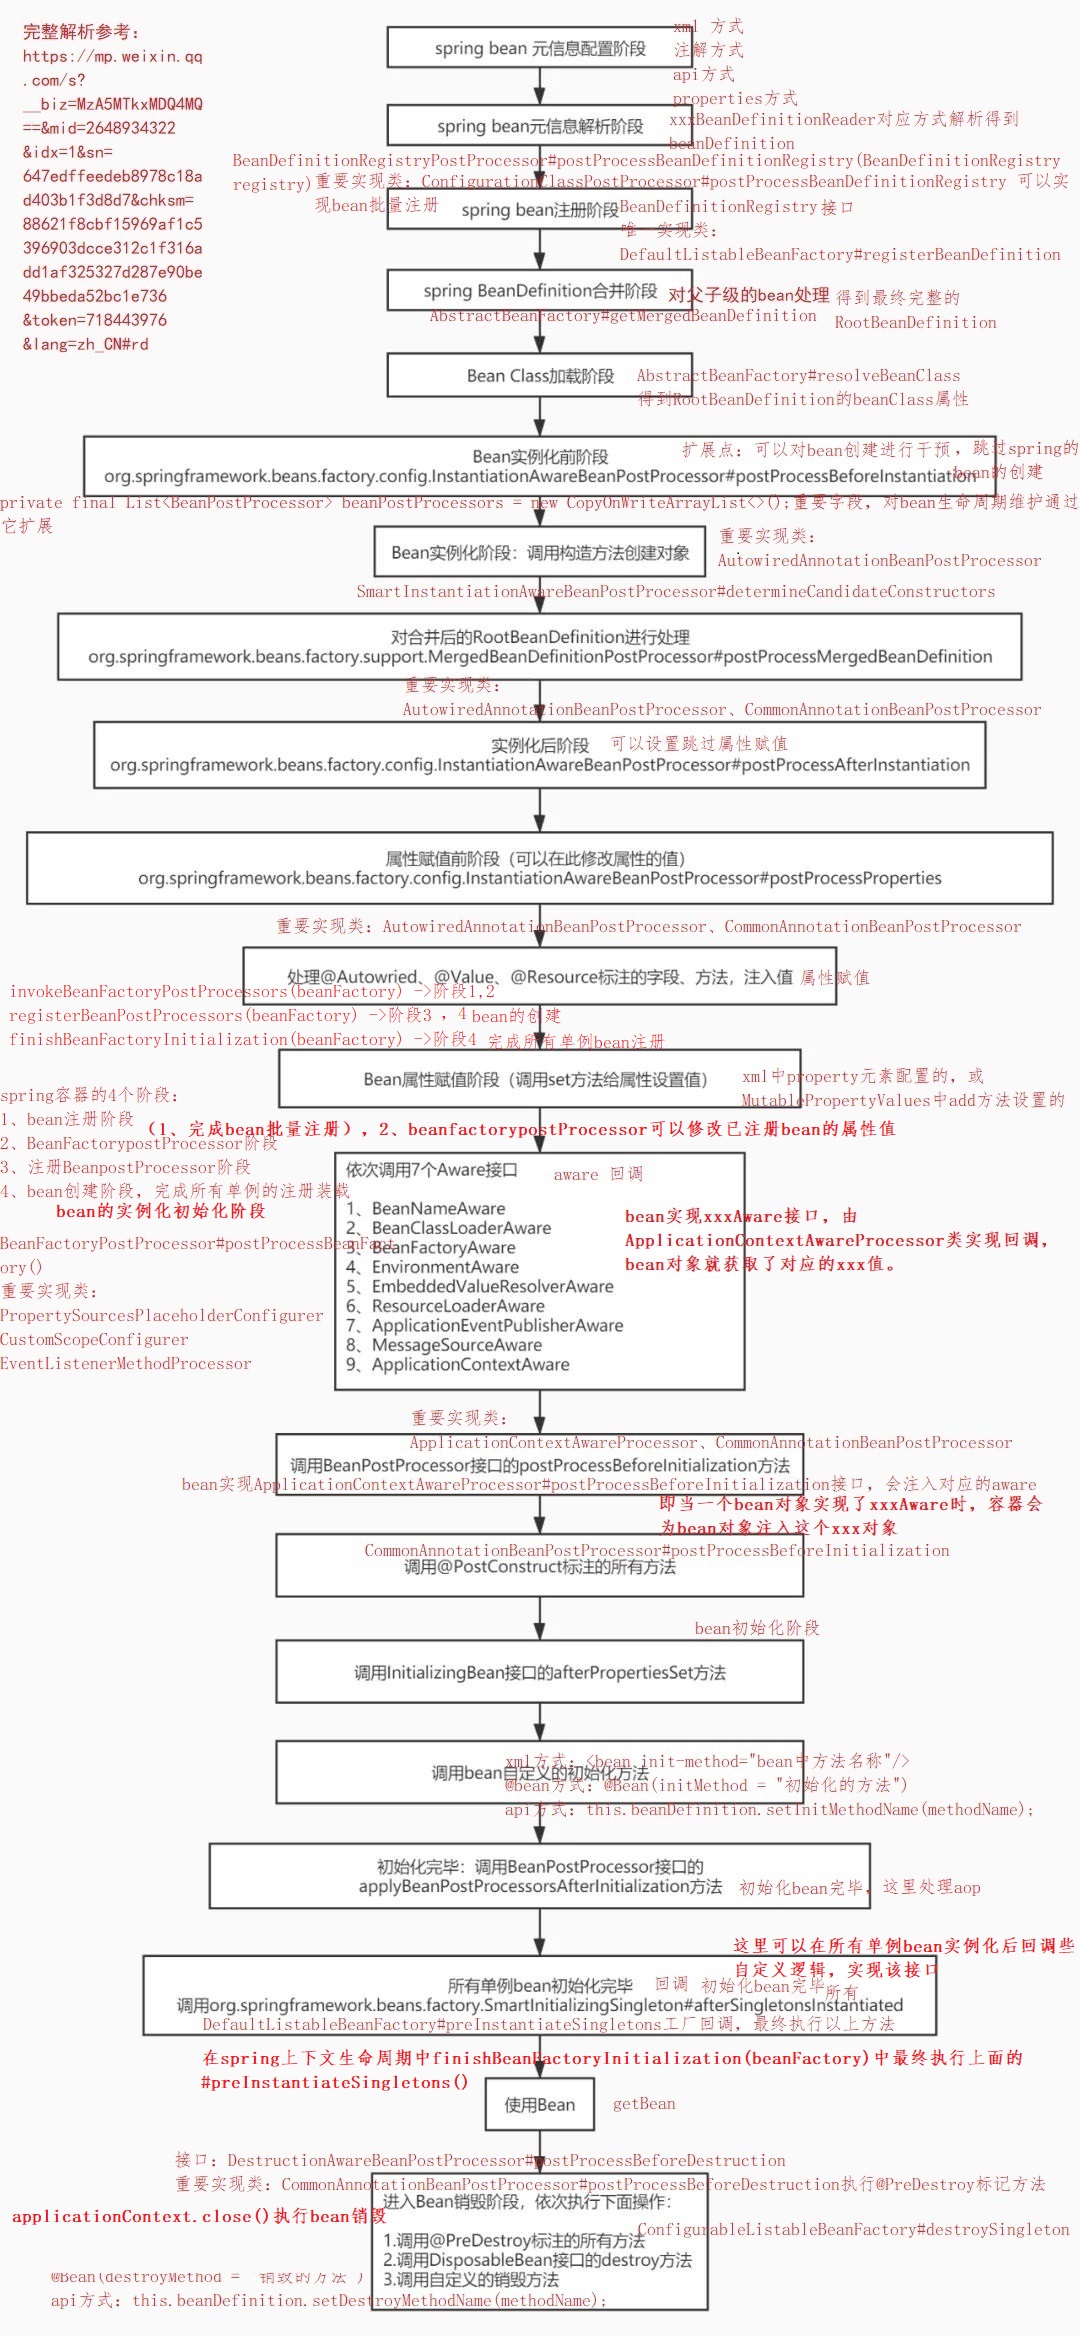 完整解析参考：
https://mp.weixin.qq
.com/s?
__biz=MzA5MTkxMDQ4MQ
==&mid=2648934322
&idx=1&sn=
647edffeedeb8978c18a
d403b1f3d8d7&chksm=
88621f8cbf15969af1c5
396903dcce312c1f316a
dd1af325327d287e90be
49bbeda52bc1e736
&token=718443976
&lang=zh_CN#rd
spring bean 元信息配置阶段
xml 方式
注解方式
api方式
properties方式
spring bean元信息解析阶段
xxxBeanDefinitionReader对应方式解析得到
beanDefinition
BeanDefinitionRegistryPostProcessor#postProcessBeanDefinitionRegistry(BeanDefinitionRegistry
registry)重要实现类：ConfigurationClassPostProcessor#postProcessBeanDefinitionRegistry 可以实
现bean批量注册
spring bean注册阶段
BeanDefinitionRegistry接口
唯一实现类：
DefaultListableBeanFactory#registerBeanDefinition
spring BeanDefinition合并阶段
对父子级的bean处理
得到最终完整的
RootBeanDefinition
AbstractBeanFactory#getMergedBeanDefinition
Bean Class加载阶段
AbstractBeanFactory#resolveBeanClass
得到RootBeanDefinition的beanClass属性
Bean实例化前阶段
扩展点：可以对bean创建进行干预，跳过spring的
bean的创建
org.springframework.beans.factory.config.InstantiationAwareBeanPostProcessor#postProcessBeforeInstantiation
private final List<BeanPostProcessor> beanPostProcessors = new CopyOnWriteArrayList<>();重要字段，对bean生命周期维护通过
它扩展
Bean实例化阶段：调用构造方法创建对象
重要实现类：
AutowiredAnnotationBeanPostProcessor
SmartInstantiationAwareBeanPostProcessor#determineCandidateConstructors
对合并后的RootBeanDefinition进行处理
org.springframework.beans.factory.support.MergedBeanDefinitionPostProcessor#postProcessMergedBeanDefinition
重要实现类：
AutowiredAnnotationBeanPostProcessor、CommonAnnotationBeanPostProcessor
实例化后阶段
可以设置跳过属性赋值
org.springframework.beans.factory.config.InstantiationAwareBeanPostProcessor#postProcessAfterInstantiation
属性赋值前阶段（可以在此修改属性的值）
org.springframework.beans.factory.config.InstantiationAwareBeanPostProcessor#postProcessProperties
重要实现类：AutowiredAnnotationBeanPostProcessor、CommonAnnotationBeanPostProcessor
处理@Autowried、@Value、@Resource标注的字段、方法，注入值
属性赋值
invokeBeanFactoryPostProcessors(beanFactory) ->阶段1,2
registerBeanPostProcessors(beanFactory) ->阶段3 ，4 bean的创建
finishBeanFactoryInitialization(beanFactory) ->阶段4 完成所有单例bean注册
Bean属性赋值阶段（调用set方法给属性设置值）
xml中property元素配置的，或
MutablePropertyValues中add方法设置的
spring容器的4个阶段：
1、bean注册阶段
（1、完成bean批量注册），2、beanfactorypostProcessor可以修改已注册bean的属性值
2、BeanFactorypostProcessor阶段
3、注册BeanpostProcessor阶段
4、bean创建阶段，完成所有单例的注册装载
bean的实例化初始化阶段
BeanFactoryPostProcessor#postProcessBeanFact
ory()
重要实现类：
PropertySourcesPlaceholderConfigurer
CustomScopeConfigurer
EventListenerMethodProcessor
依次调用7个Aware接口
aware 回调
1、BeanNameAware
2、BeanClassLoaderAware
3、BeanFactoryAware
4、EnvironmentAware
5、EmbeddedValueResolverAware
6、ResourceLoaderAware
7、ApplicationEventPublisherAware
8、MessageSourceAware
9、ApplicationContextAware
bean实现xxxAware接口，由
ApplicationContextAwareProcessor类实现回调，
bean对象就获取了对应的xxx值。
重要实现类：
ApplicationContextAwareProcessor、CommonAnnotationBeanPostProcessor
调用BeanPostProcessor接口的postProcessBeforeInitialization方法
bean实现ApplicationContextAwareProcessor#postProcessBeforeInitialization接口，会注入对应的aware
即当一个bean对象实现了xxxAware时，容器会
为bean对象注入这个xxx对象
CommonAnnotationBeanPostProcessor#postProcessBeforeInitialization
调用@PostConstruct标注的所有方法
bean初始化阶段
调用InitializingBean接口的afterPropertiesSet方法
调用bean自定义的初始化方法
xml方式：<bean init-method="bean中方法名称"/>
@bean方式：@Bean(initMethod = "初始化的方法")
api方式：this.beanDefinition.setInitMethodName(methodName);
初始化完毕：调用BeanPostProcessor接口的
applyBeanPostProcessorsAfterInitialization方法
初始化bean完毕，这里处理aop
这里可以在所有单例bean实例化后回调些
自定义逻辑，实现该接口
所有单例bean初始化完毕
回调 初始化bean完毕所有
调用org.springframework.beans.factory.SmartInitializingSingleton#afterSingletonsInstantiated
DefaultListableBeanFactory#preInstantiateSingletons工厂回调，最终执行以上方法
在spring上下文生命周期中finishBeanFactoryInitialization(beanFactory)中最终执行上面的
#preInstantiateSingletons()
使用Bean
getBean
接口：DestructionAwareBeanPostProcessor#postProcessBeforeDestruction
重要实现类：CommonAnnotationBeanPostProcessor#postProcessBeforeDestruction执行@PreDestroy标记方法
进入Bean销毁阶段，依次执行下面操作：
applicationContext.close()执行bean销毁
ConfigurableListableBeanFactory#destroySingleton
1.调用@PreDestroy标注的所有方法
2.调用DisposableBean接口的destroy方法
3.调用自定义的销毁方法
@Bean(destroyMethod = "销毁的方法")
api方式：this.beanDefinition.setDestroyMethodName(methodName);